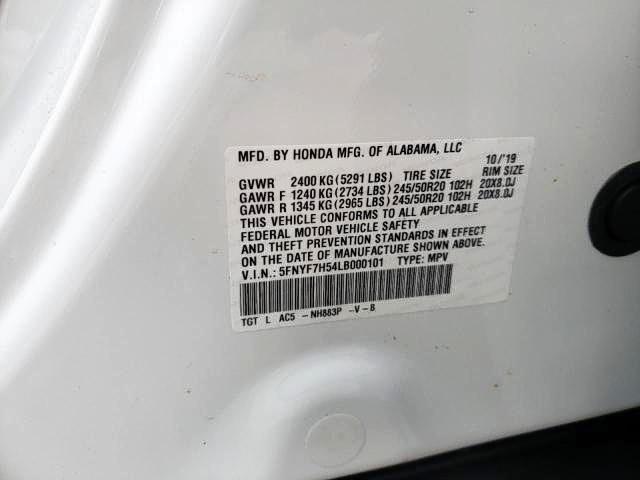 MFD. BY HONDA MFG. OF ALABAMA, LLC 10/'19
GVWR 2400 KG(5291 LBS) TIRE SIZE RIM SIZE
GAWR F 1240 KG(2734 LBS)245/50R20 102H 20X8.0J
GAWR R 1345 KG(2965 LBS)245/50R20 102H 20X8.0J
THIS VEHICLE CONFORMS TO ALL APPLICABLE
FEDERAL MOTOR VEHICLE SAFETY
AND THEFT PREVENTION STANDARDS IN EFFECT
ON THE DATE OF MANUFACTURE SHOWN ABOVE.
V.I.N.: 5FNYF7H54LB000101 TYPE: MPV
TGT L AC5 -NH883P -V-B